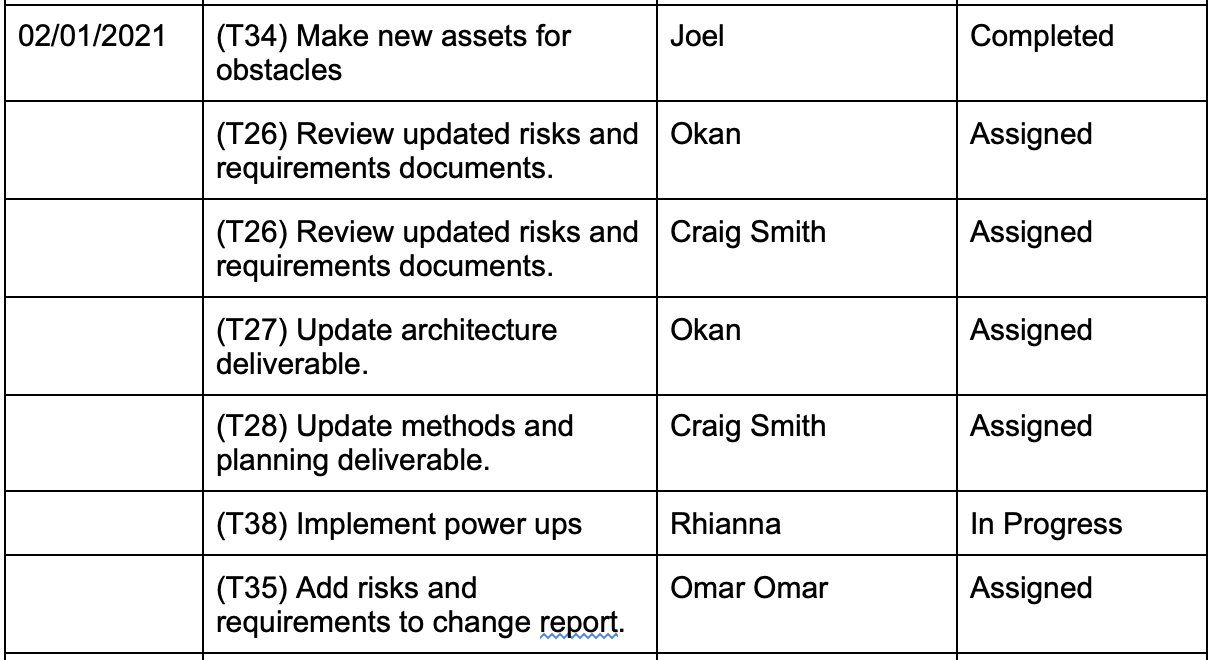 02/01/2021 (T34) Make new assets for Joel Completed
obstacles
(T26) Review updated risks and Okan Assigned
requirements documents.
(T26) Review updated risks and Craig Smith Assigned
requirements documents.
(T27) Update architecture Okan Assigned
deliverable.
(T28) Update methods and Craig Smith Assigned
planning deliverable.
(T38) Implement power ups Rhianna In Progress
(T35) Add risks and Omar Omar Assigned
requirements to change report.